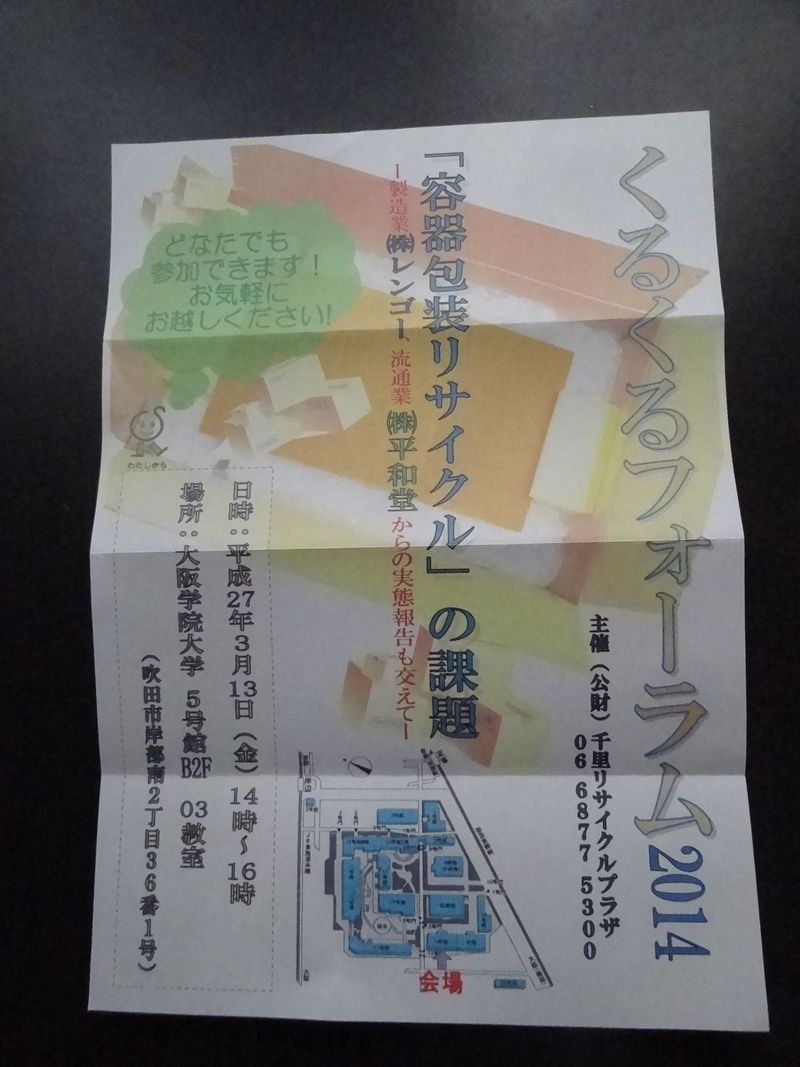 くるくるフォーラム2014
主催（公財）千里リサイクルプラザ
06 6877 5300
「容器包装リサイクル」の課題
ー製造業㈱レンゴー、流通業㈱平和堂からの実態報告も交えてー
どなたでも
参加できます！
お気軽に
お越しください!
わたしから
日時：平成27年3月13日（金）14時～16時
場所：大阪学院大学 5号館B2F 03教室
（吹田市岸部南2丁目36番1号）
会場